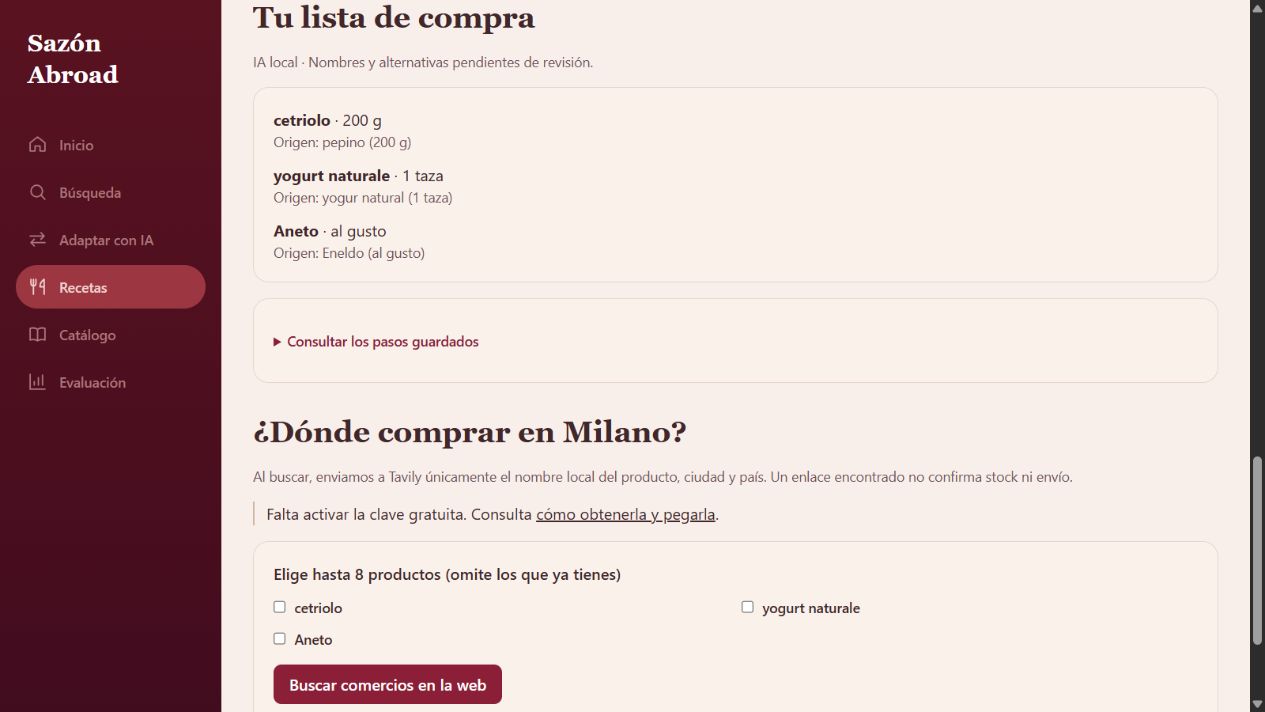 Sazón
Abroad
Inicio
Búsqueda
Adaptar con IA
Recetas
Catálogo
Evaluación
Tu lista de compra
IA local · Nombres y alternativas pendientes de revisión.
cetriolo · 200 g
Origen: pepino (200 g)
yogurt naturale · 1 taza
Origen: yogur natural (1 taza)
Aneto · al gusto
Origen: Eneldo (al gusto)
Consultar los pasos guardados
¿Dónde comprar en Milano?
Al buscar, enviamos a Tavily únicamente el nombre local del producto, ciudad y país. Un enlace encontrado no confirma stock ni envío.
Falta activar la clave gratuita. Consulta cómo obtenerla y pegarla.
Elige hasta 8 productos (omite los que ya tienes)
cetriolo
yogurt naturale
Aneto
Buscar comercios en la web